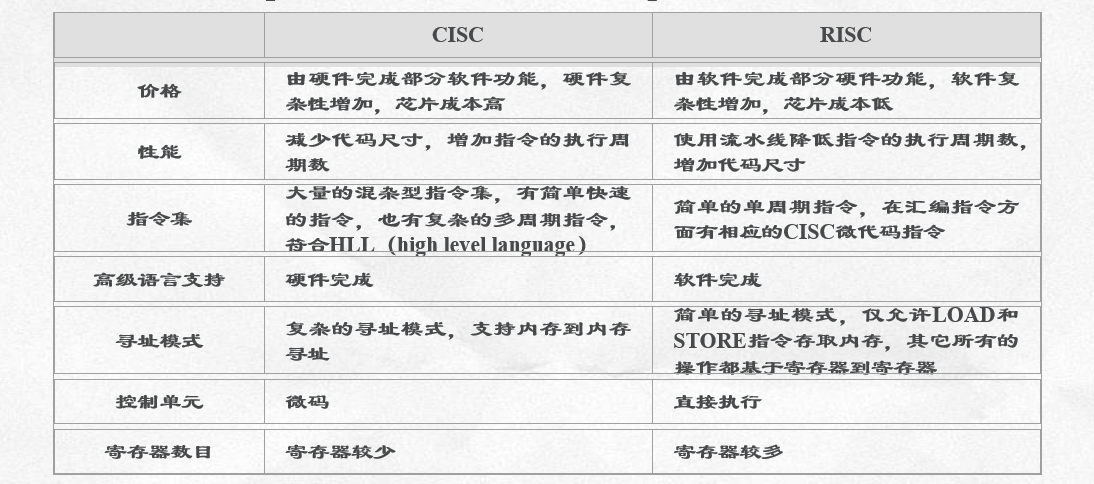 CISC
RISC
价格
由硬件完成部分软件功能，硬件复
杂性增加，芯片成本高
由软件完成部分硬件功能，软件复
杂性增加，芯片成本低
性能
减少代码尺寸，增加指令的执行周
期数
使用流水线降低指令的执行周期数，
增加代码尺寸
指令集
大量的混杂型指令集，有简单快速
的指令，也有复杂的多周期指令，
符合HLL（high level language）
简单的单周期指令，在汇编指令方
面有相应的CISC微代码指令
高级语言支持
硬件完成
软件完成
寻址模式
复杂的寻址模式，支持内存到内存
寻址
简单的寻址模式，仅允许LOAD和
STORE指令存取内存，其它所有的
操作都基于寄存器到寄存器
控制单元
微码
直接执行
寄存器数目
寄存器较少
寄存器较多